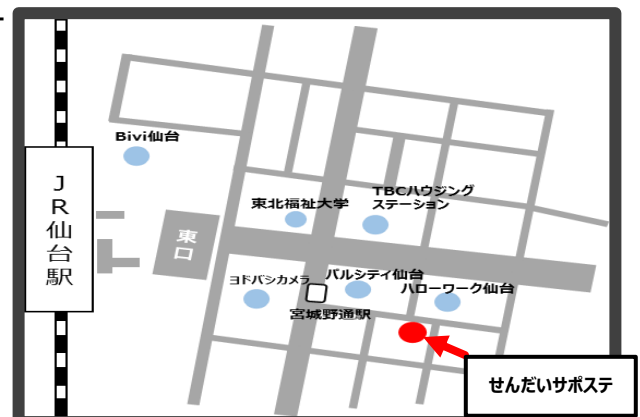 Bivi仙台
JR仙台駅
東口
東北福祉大学
TBCハウジング
ステーション
ヨドバシカメラ
パルシティ仙台
ハローワーク仙台
宮城野通駅
せんだいサポステ